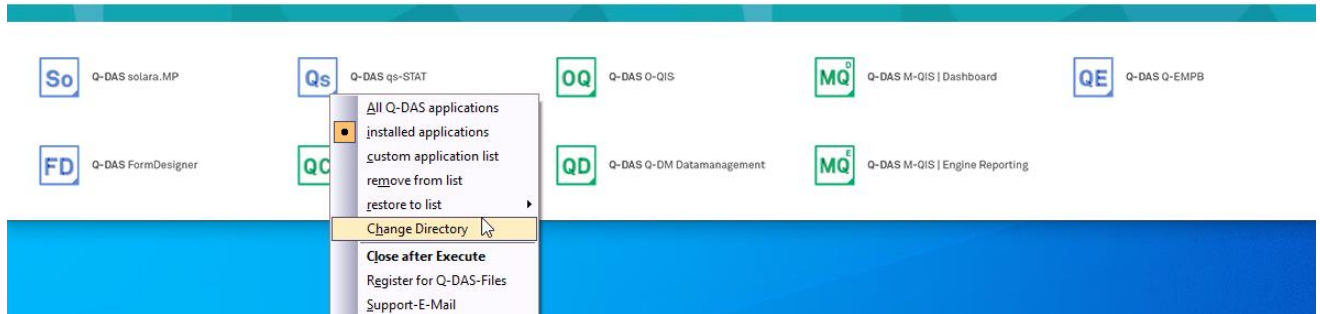 So Q-DAS solara.MP
Qs Q-DAS qs-STAT
OQ Q-DAS O-QIS
MQ D Q-DAS M-QIS | Dashboard
QE Q-DAS Q-EMPB
FD Q-DAS FormDesigner
QC
QD Q-DAS Q-DM Datamanagement
MQ E Q-DAS M-QIS | Engine Reporting
All Q-DAS applications
installed applications
custom application list
remove from list
restore to list
Change Directory
Close after Execute
Register for Q-DAS-Files
Support-E-Mail